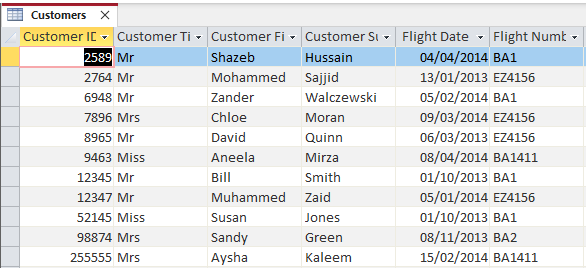 Customers
Customer ID Customer Ti Customer Fi Customer Su Flight Date Flight Numb
2589 Mr Shazeb Hussain 04/04/2014 BA1
2764 Mr Mohammed Sajjid 13/01/2013 EZ4156
6948 Mr Zander Walczewski 05/02/2014 BA1
7896 Mrs Chloe Moran 09/03/2014 EZ4156
8965 Mr David Quinn 06/03/2013 EZ4156
9463 Miss Aneela Mirza 08/04/2014 BA1411
12345 Mr Bill Smith 01/10/2013 BA1
12347 Mr Muhammed Zaid 05/01/2014 EZ4156
52145 Miss Susan Jones 01/10/2013 BA1
98874 Mrs Sandy Green 08/11/2013 BA2
255555 Mrs Aysha Kaleem 15/02/2014 BA1411